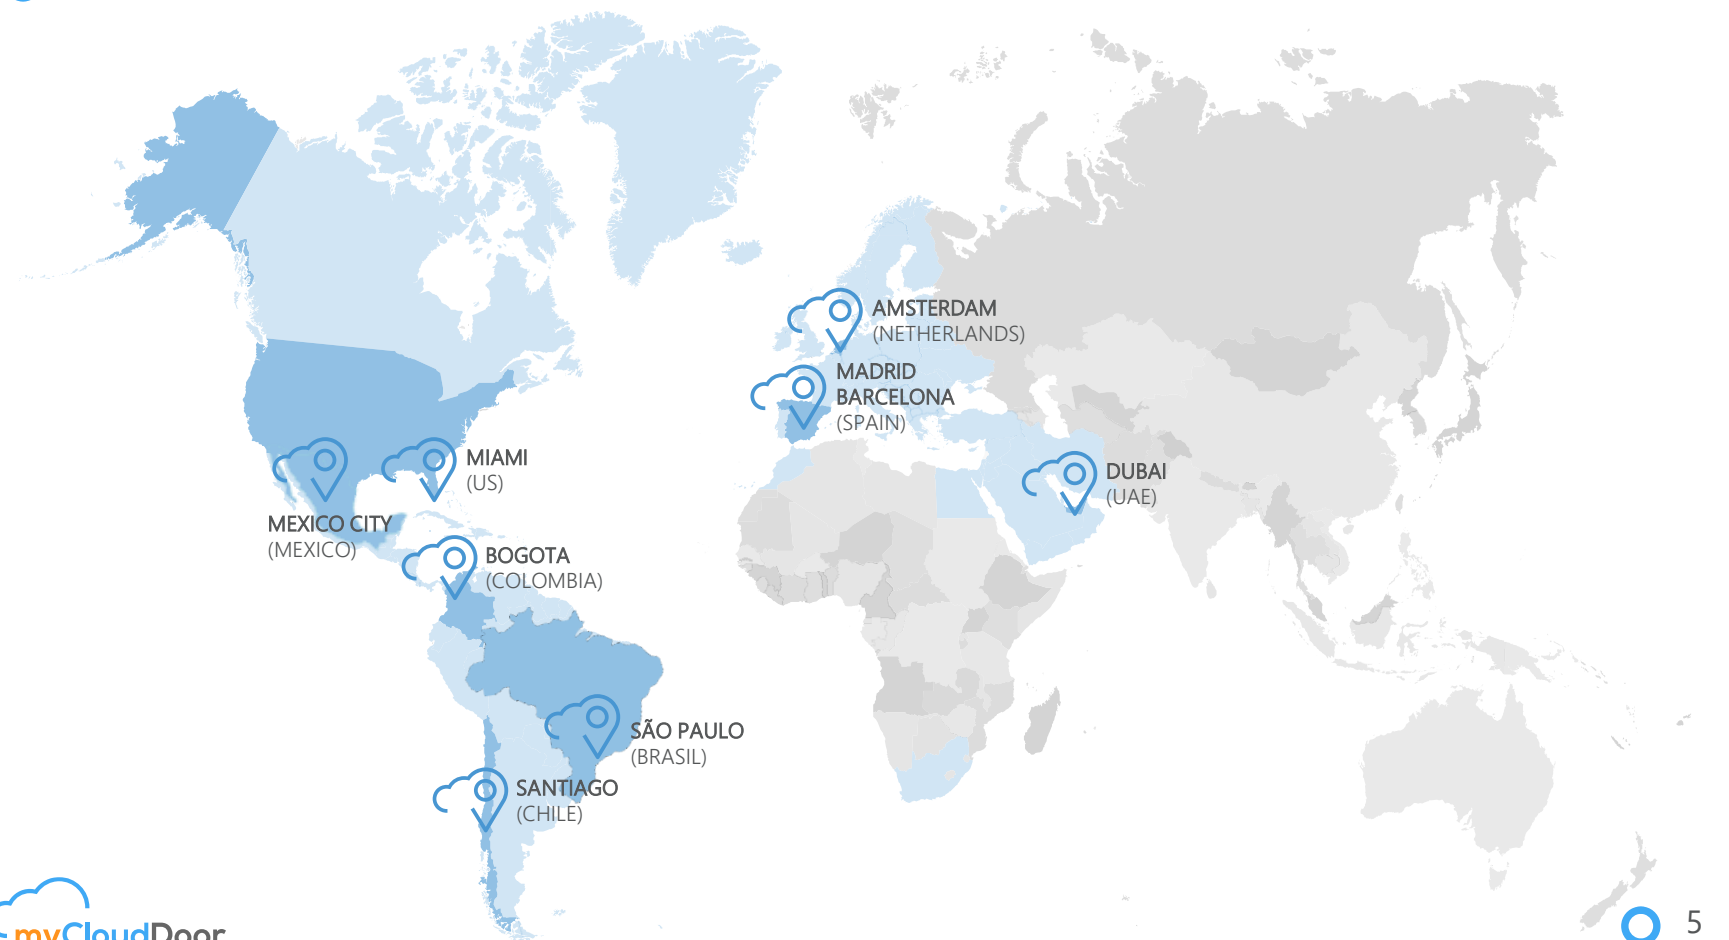 AMSTERDAM
(NETHERLANDS)
MADRID
BARCELONA
(SPAIN)
MIAMI
(US)
DUBAI
(UAE)
MEXICO CITY
(MEXICO)
BOGOTA
(COLOMBIA)
SÃO PAULO
(BRASIL)
SANTIAGO
(CHILE)
myCloudDoor
5